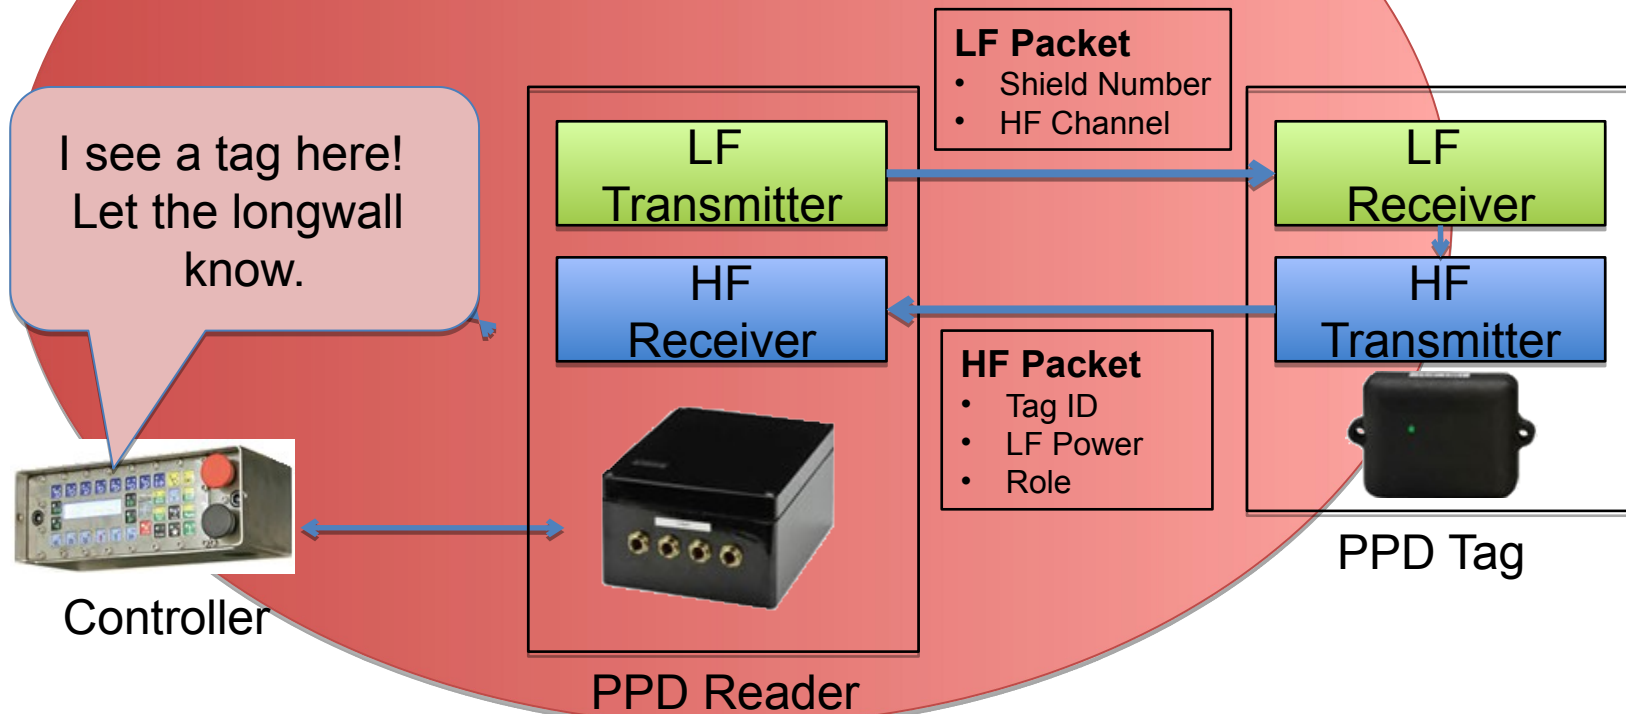 I see a tag here!
Let the longwall
know.
Controller
LF
Transmitter
HF
Receiver
PPD Reader
LF Packet
• Shield Number
• HF Channel
HF Packet
• Tag ID
• LF Power
• Role
LF
Receiver
HF
Transmitter
PPD Tag